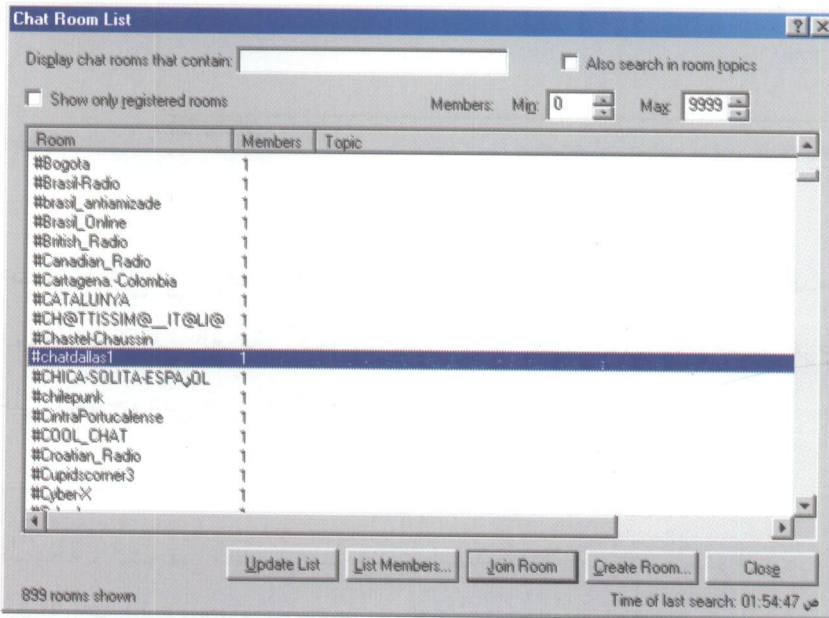 Chat Room List
Display chat rooms that contain:
Also search in room topics
Show only registered rooms
Members: Min: 0 Max: 9999
Room Members Topic
#Bogota 1
#Brasil-Radio 1
#brasil_antiamizade 1
#Brasil_Online 1
#British_Radio 1
#Canadian_Radio 1
#Cartagena.-Colombia 1
#CATALUNYA 1
#CH@TTISSIM@__IT@LI@ 1
#Chastel-Chaussin 1
#chatdallas1 1
#CHICA-SOLITA-ESPAرOL 1
#chilepunk 1
#CintraPortucalense 1
#COOL_CHAT 1
#Croatian_Radio 1
#Cupidscorner3 1
#Cyber-X 1
Update List List Members... Join Room Create Room... Close
899 rooms shown
Time of last search: 01:54:47 ص